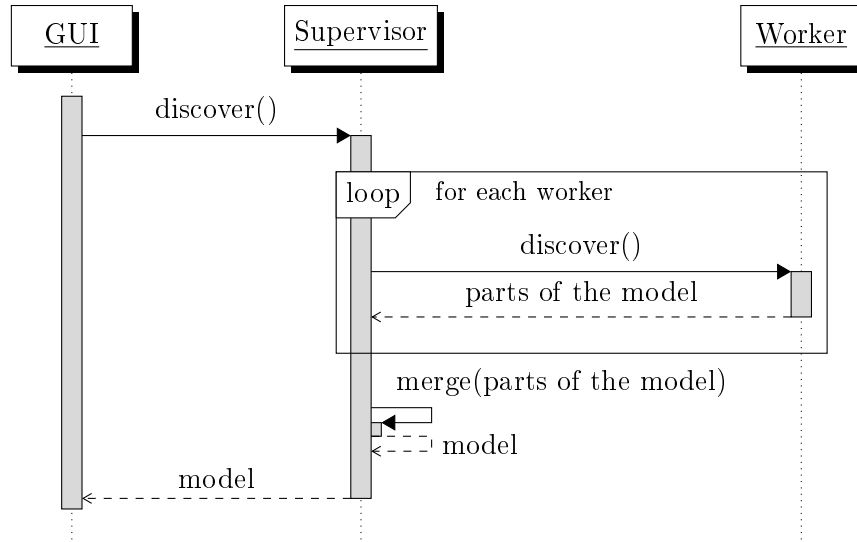 GUI
Supervisor
Worker
discover()
loop
for each worker
discover()
parts of the model
merge(parts of the model)
model
model